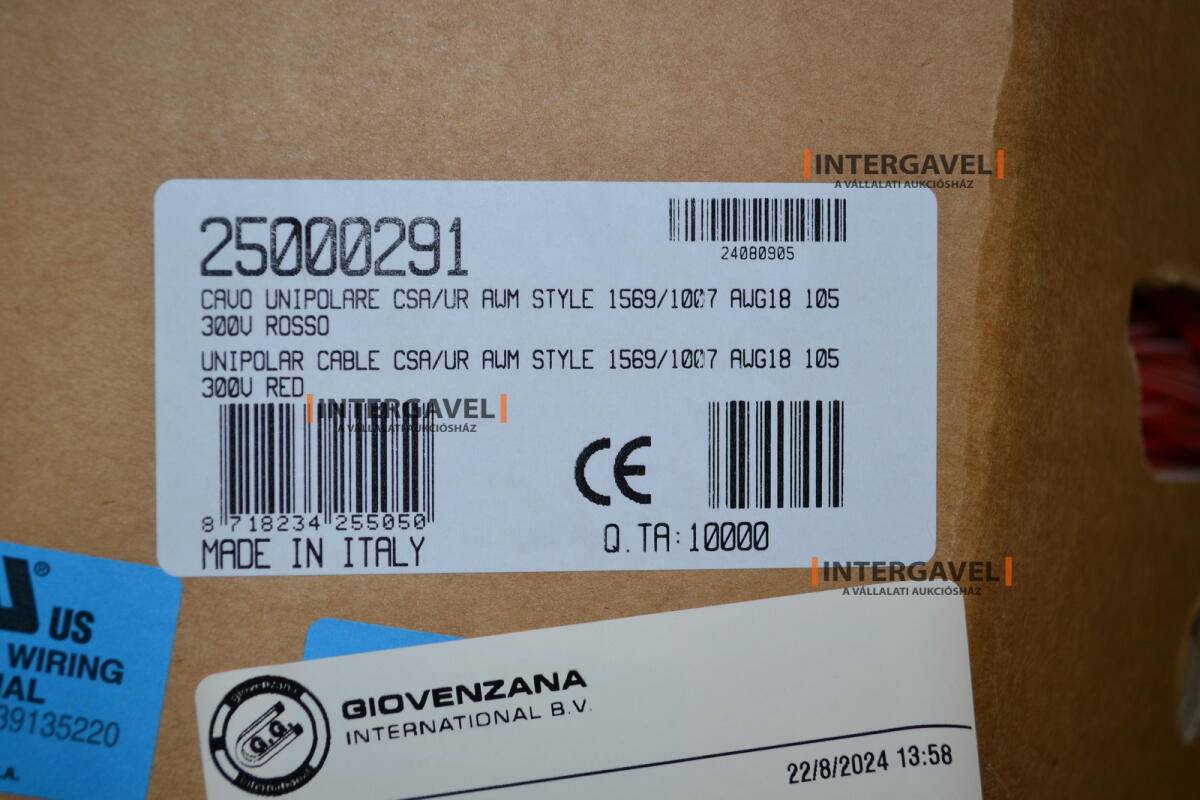 INTERGAVEL
A VÁLLALATI AUKCIÓSHÁZ
25000291
24080905
CAVO UNIPOLARE CSA/UR AWM STYLE 1569/1007 AWG18 105
300V ROSSO
UNIPOLAR CABLE CSA/UR AWM STYLE 1569/1007 AWG18 105
300V RED
INTERGAVEL
A VÁLLALATI AUKCIÓSHÁZ
8 718234 255050
CE
MADE IN ITALY
Q.TA:10000
INTERGAVEL
A VÁLLALATI AUKCIÓSHÁZ
® US
WIRING
39135220
GIOVENZANA
INTERNATIONAL B.V.
G.G.
Giovenzana
International
22/8/2024 13:58